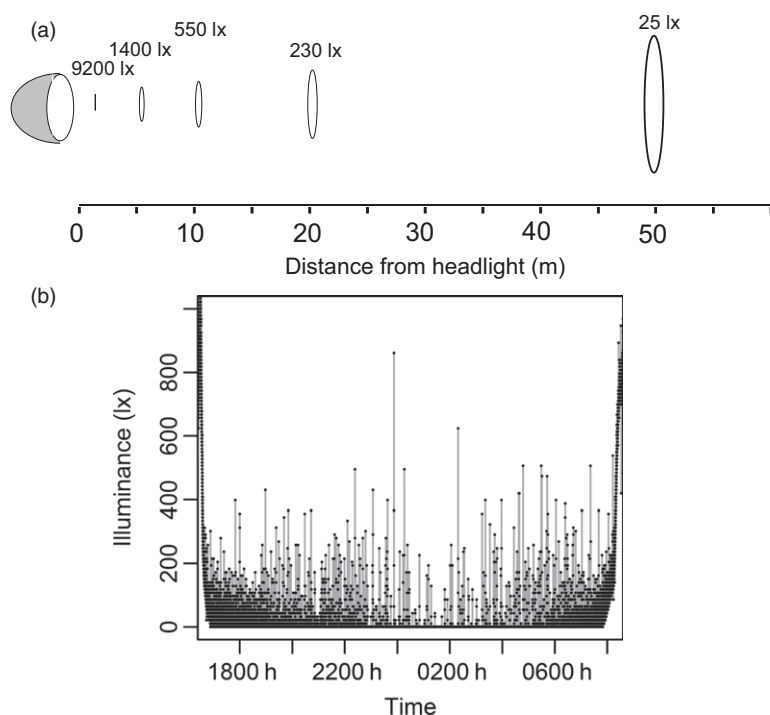 (a)
25 lx
550 lx
1400 lx
230 lx
9200 lx
0 10 20 30 40 50
Distance from headlight (m)
(b)
800
600
400
200
0
Illuminance (lx)
1800 h 2200 h 0200 h 0600 h
Time